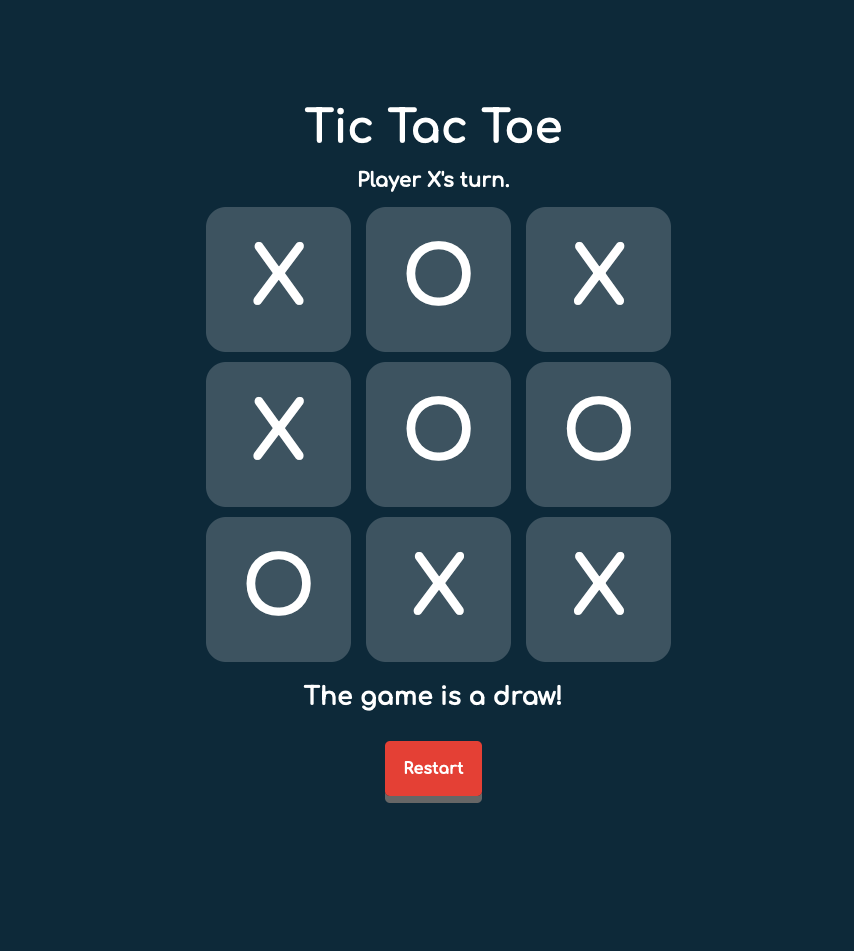 Tic Tac Toe
Player X's turn.
X O X
X O O
O X X
The game is a draw!
Restart